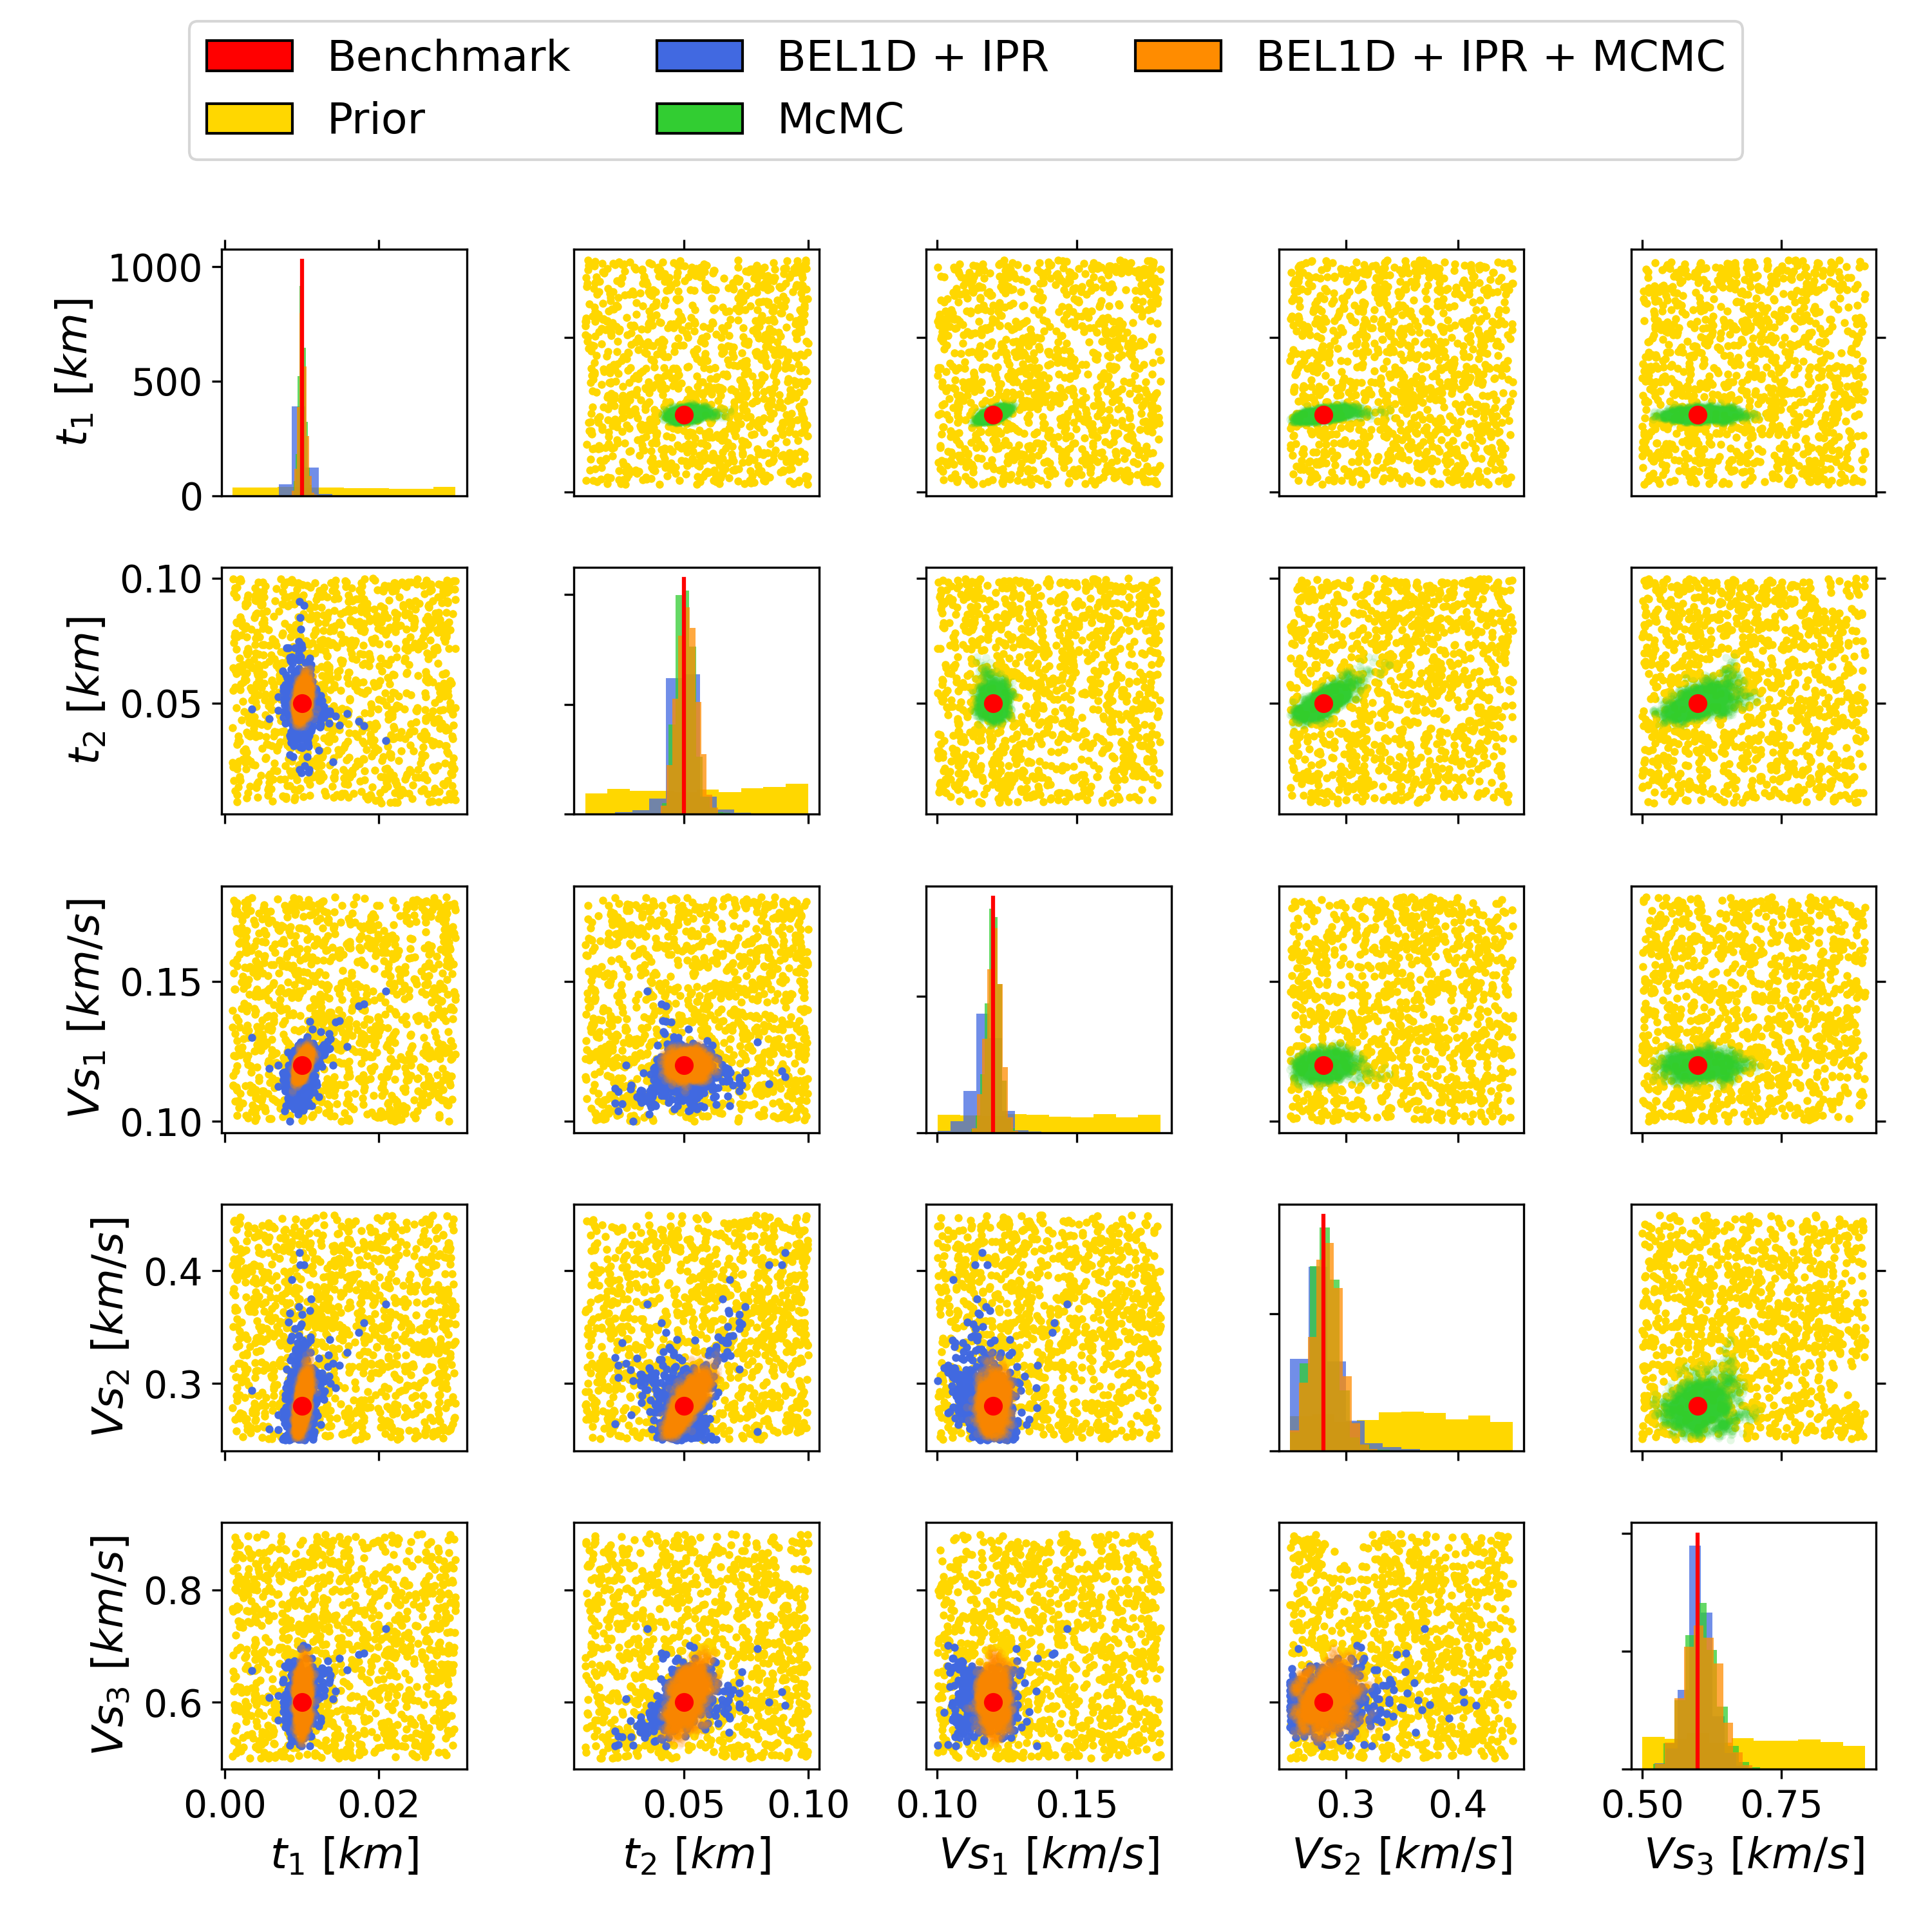 Benchmark BEL1D + IPR BEL1D + IPR + MCMC
Prior McMC
t₁ [km]
1000
500
0
t₂ [km]
0.10
0.05
Vs₁ [km/s]
0.15
0.10
Vs₂ [km/s]
0.4
0.3
Vs₃ [km/s]
0.8
0.6
0.00 0.02 0.05 0.10 0.10 0.15 0.3 0.4 0.50 0.75
t₁ [km] t₂ [km] Vs₁ [km/s] Vs₂ [km/s] Vs₃ [km/s]